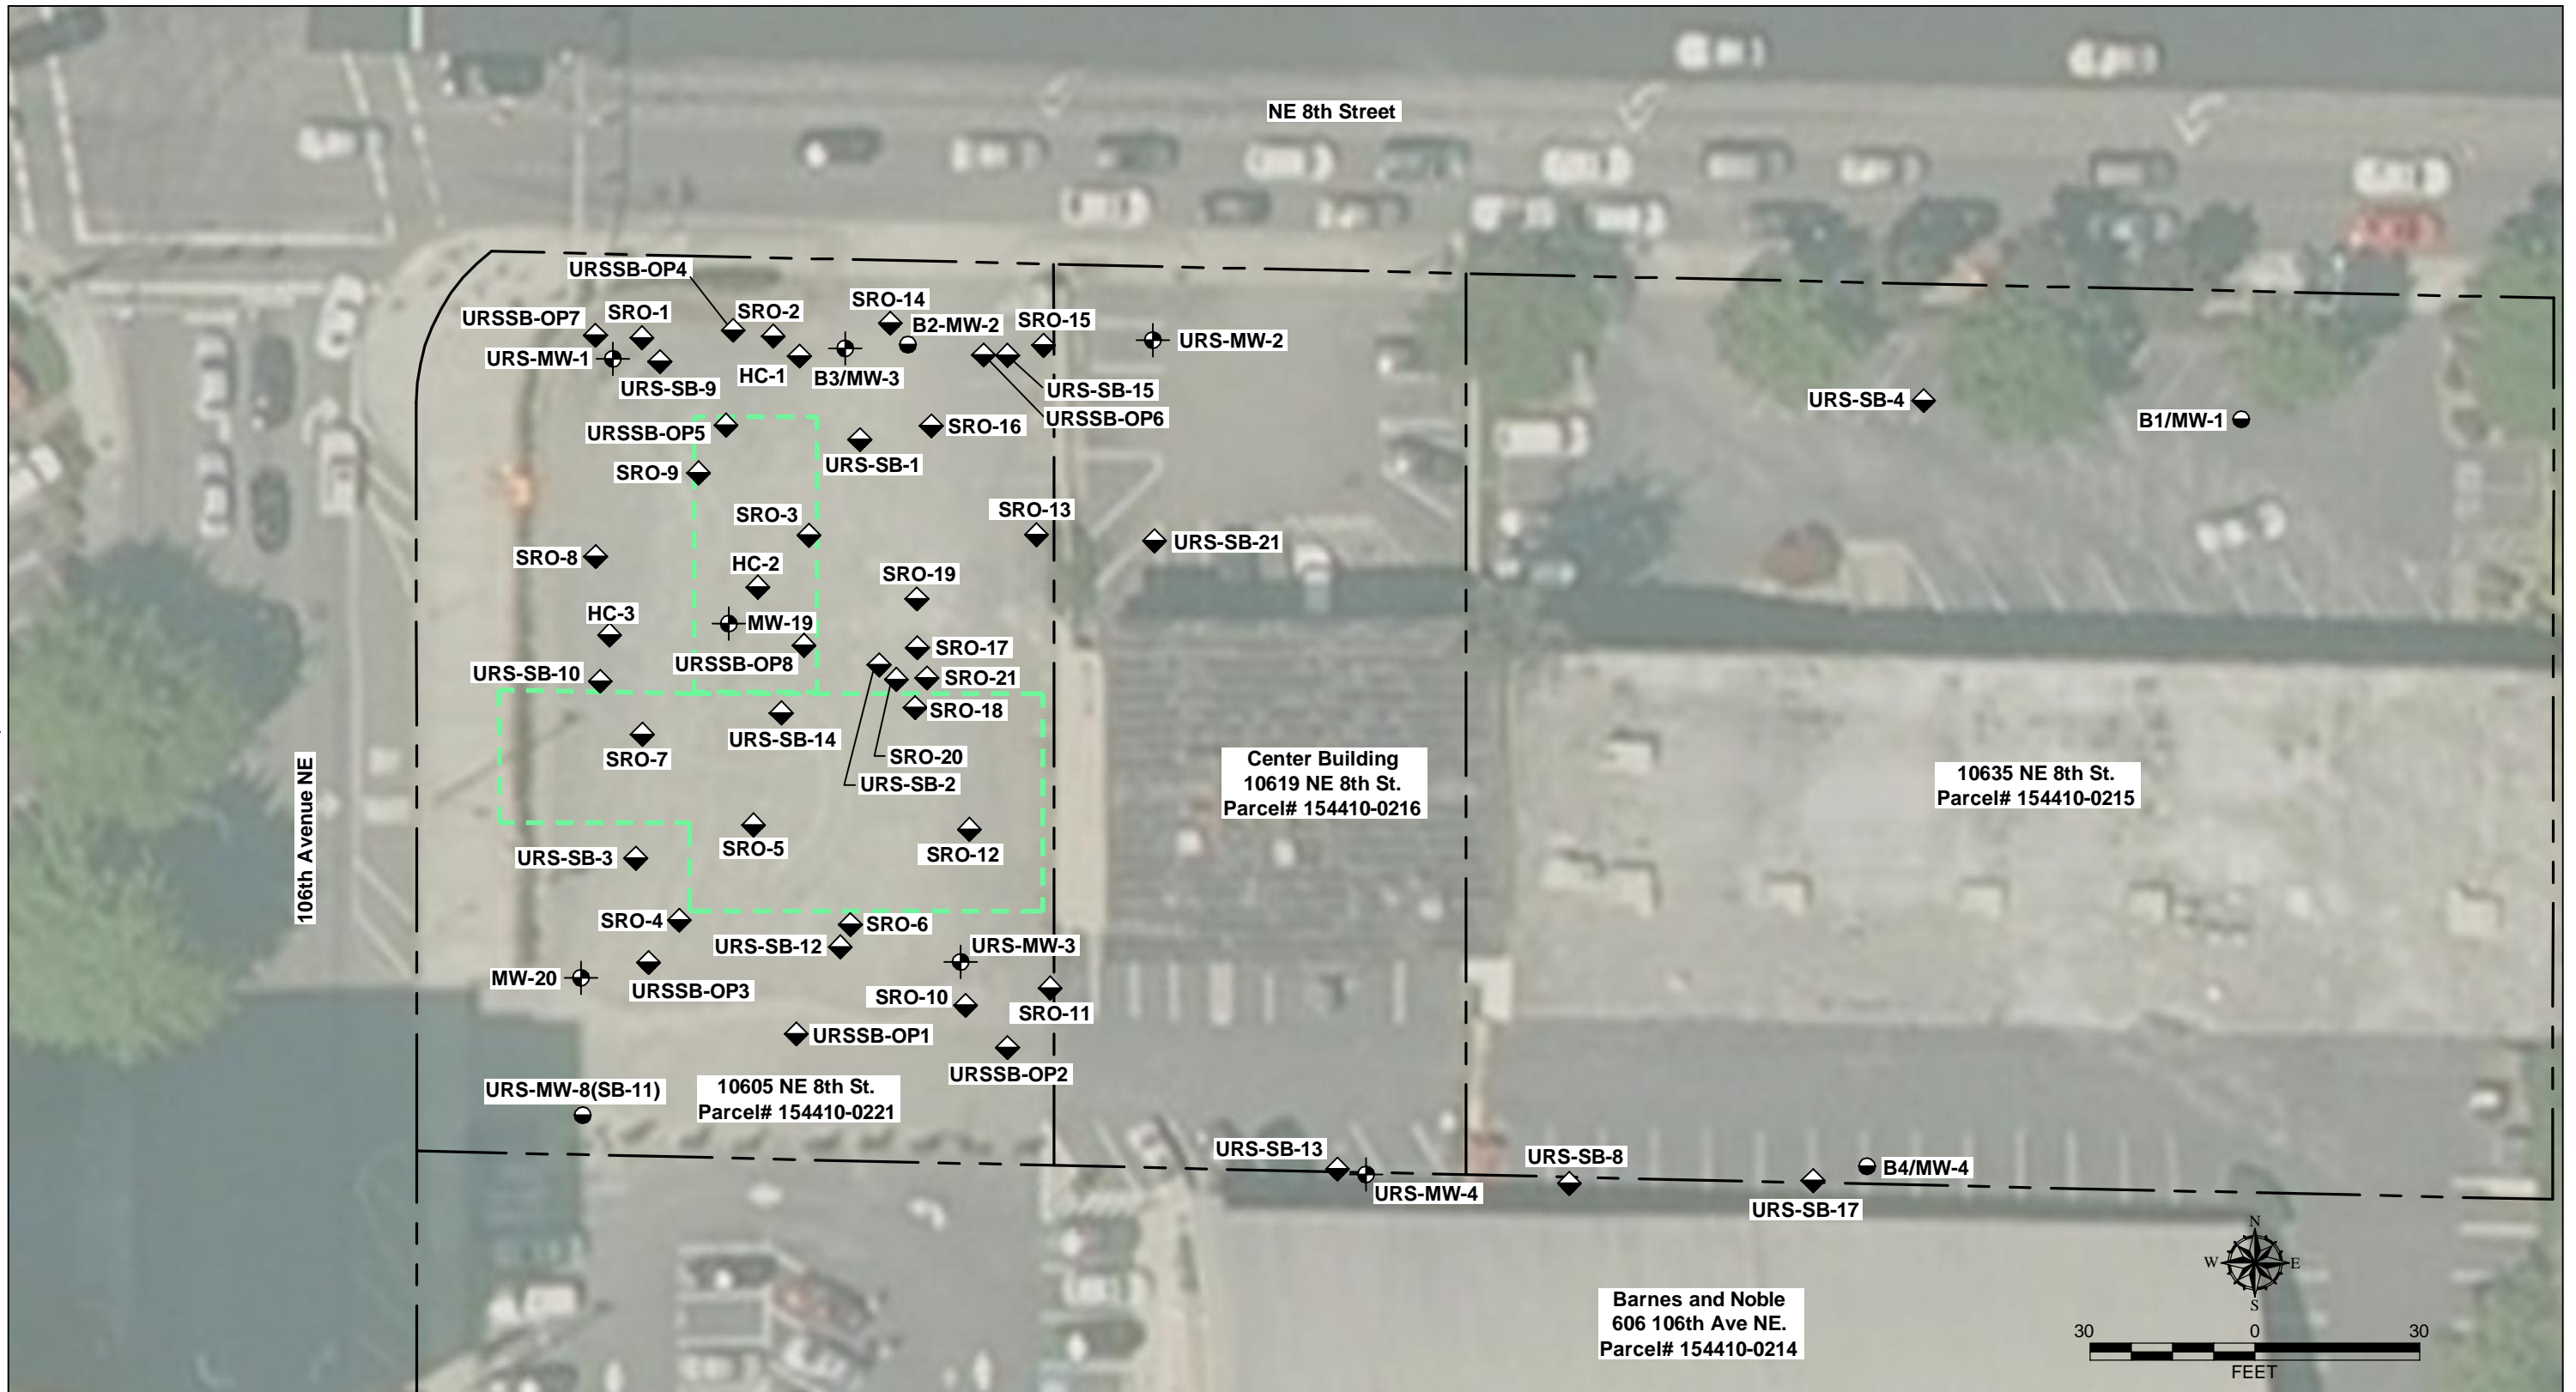 NE 8th Street
URSSB-OP4
SRO-14
URSSB-OP7
SRO-1
SRO-2
B2-MW-2
SRO-15
URS-MW-1
URS-MW-2
URS-SB-9
HC-1
B3/MW-3
URS-SB-15
URSSB-OP6
URS-SB-4
B1/MW-1
URSSB-OP5
SRO-16
URS-SB-1
SRO-9
SRO-3
SRO-13
URS-SB-21
SRO-8
HC-2
SRO-19
HC-3
MW-19
SRO-17
URSSB-OP8
URS-SB-10
SRO-21
SRO-18
URS-SB-14
SRO-7
SRO-20
URS-SB-2
106th Avenue NE
Center Building
10619 NE 8th St.
Parcel# 154410-0216
10635 NE 8th St.
Parcel# 154410-0215
SRO-5
SRO-12
URS-SB-3
SRO-4
SRO-6
URS-SB-12
URS-MW-3
MW-20
URSSB-OP3
SRO-10
SRO-11
URSSB-OP1
URSSB-OP2
URS-MW-8(SB-11)
10605 NE 8th St.
Parcel# 154410-0221
URS-SB-13
URS-MW-4
URS-SB-8
B4/MW-4
URS-SB-17
Barnes and Noble
606 106th Ave NE.
Parcel# 154410-0214
N
W E
S
30 0 30
FEET